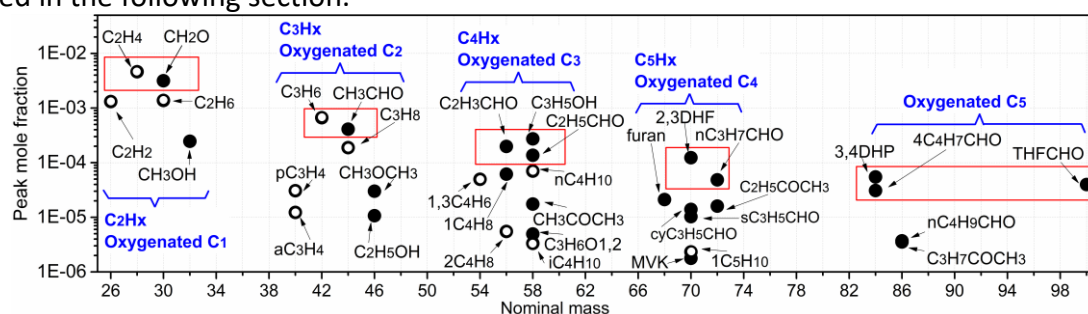 ed in the following section.
Peak mole fraction
1E-02
1E-03
1E-04
1E-05
1E-06
C2H4
CH2O
C2H6
C2H2
CH3OH
C2Hx
Oxygenated C1
C3Hx
Oxygenated C2
C3H6
CH3CHO
C3H8
pC3H4
CH3OCH3
aC3H4
C2H5OH
C4Hx
Oxygenated C3
C2H3CHO
C3H5OH
C2H5CHO
nC4H10
1,3C4H6
1C4H8
CH3COCH3
2C4H8
C3H6O1,2
iC4H10
C5Hx
Oxygenated C4
2,3DHF
furan
nC3H7CHO
C2H5COCH3
sC3H5CHO
cyC3H5CHO
MVK
1C5H10
Oxygenated C5
3,4DHP
4C4H7CHO
THFCHO
nC4H9CHO
C3H7COCH3
26 28 30 32 34 36 38 40 42 44 46 48 50 52 54 56 58 60 62 64 66 68 70 72 74 76 78 80 82 84 86 88 90 92 94 96 98
Nominal mass